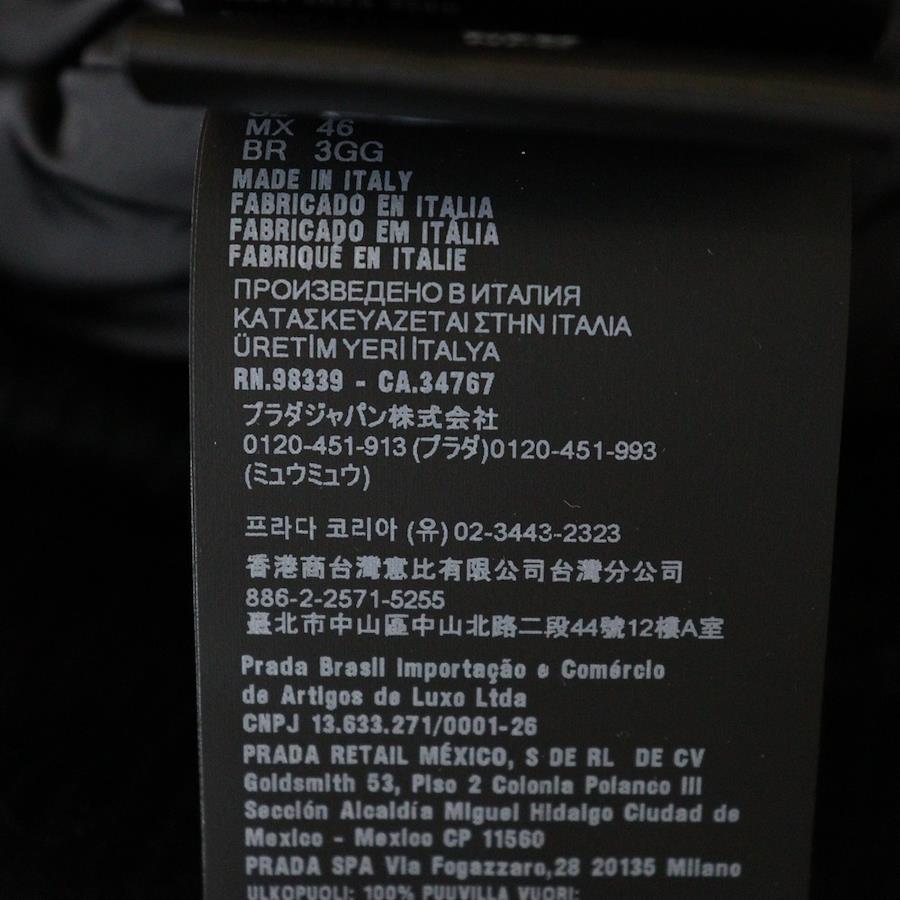 MX 46
BR 3GG
MADE IN ITALY
FABRICADO EN ITALIA
FABRICADO EM ITÁLIA
FABRIQUÉ EN ITALIE
ПРОИЗВЕДЕНО В ИТАЛИЯ
ΚΑΤΑΣΚΕΥΑΖΕΤΑΙ ΣΤΗΝ ΙΤΑΛΙΑ
ÜRETİM YERİ İTALYA
RN.98339 - CA.34767
プラダジャパン株式会社
0120-451-913 (プラダ)0120-451-993
(ミュウミュウ)
프라다 코리아 (유) 02-3443-2323
香港商台灣惠比有限公司台灣分公司
886-2-2571-5255
臺北市中山區中山北路二段44號12樓A室
Prada Brasil Importação e Comércio
de Artigos de Luxo Ltda
CNPJ 13.633.271/0001-26
PRADA RETAIL MÉXICO, S DE RL DE CV
Goldsmith 53, Piso 2 Colonia Polanco III
Sección Alcaldía Miguel Hidalgo Ciudad de
Mexico - Mexico CP 11560
PRADA SPA Via Fogazzaro,28 20135 Milano
ULKOPUOLI: 100% PUUVILLA VUORI: